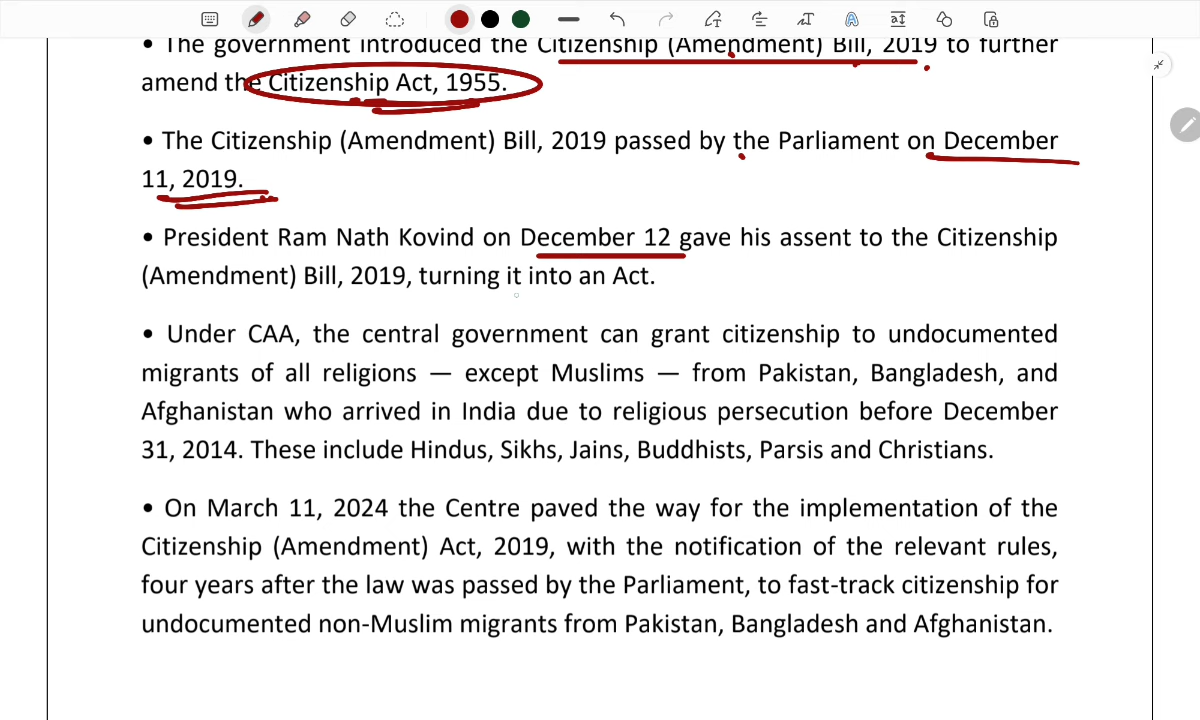 • The government introduced the Citizenship (Amendment) Bill, 2019 to further
amend the Citizenship Act, 1955.
• The Citizenship (Amendment) Bill, 2019 passed by the Parliament on December
11, 2019.
• President Ram Nath Kovind on December 12 gave his assent to the Citizenship
(Amendment) Bill, 2019, turning it into an Act.
• Under CAA, the central government can grant citizenship to undocumented
migrants of all religions — except Muslims — from Pakistan, Bangladesh, and
Afghanistan who arrived in India due to religious persecution before December
31, 2014. These include Hindus, Sikhs, Jains, Buddhists, Parsis and Christians.
• On March 11, 2024 the Centre paved the way for the implementation of the
Citizenship (Amendment) Act, 2019, with the notification of the relevant rules,
four years after the law was passed by the Parliament, to fast-track citizenship for
undocumented non-Muslim migrants from Pakistan, Bangladesh and Afghanistan.